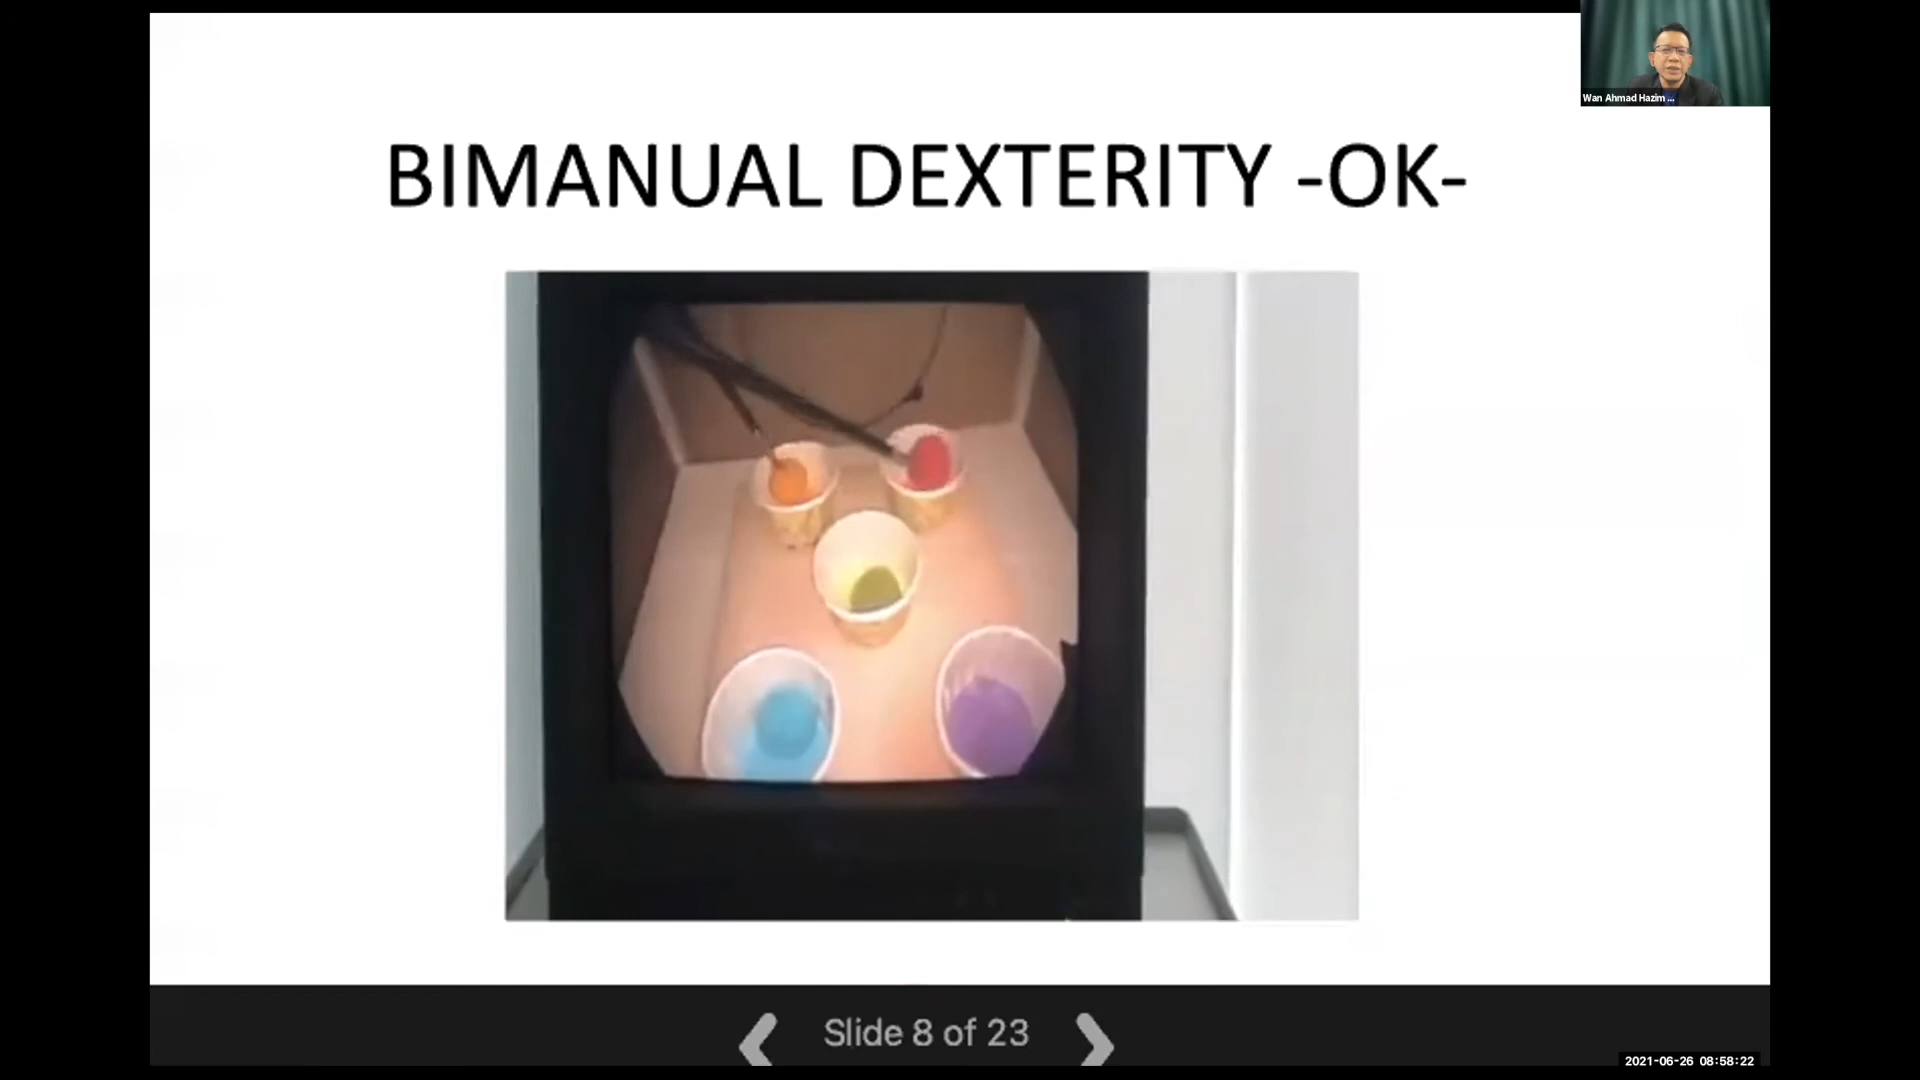 Wan Ahmad Hazim ...
BIMANUAL DEXTERITY -OK-
Slide 8 of 23
2021-06-26 08:58:22